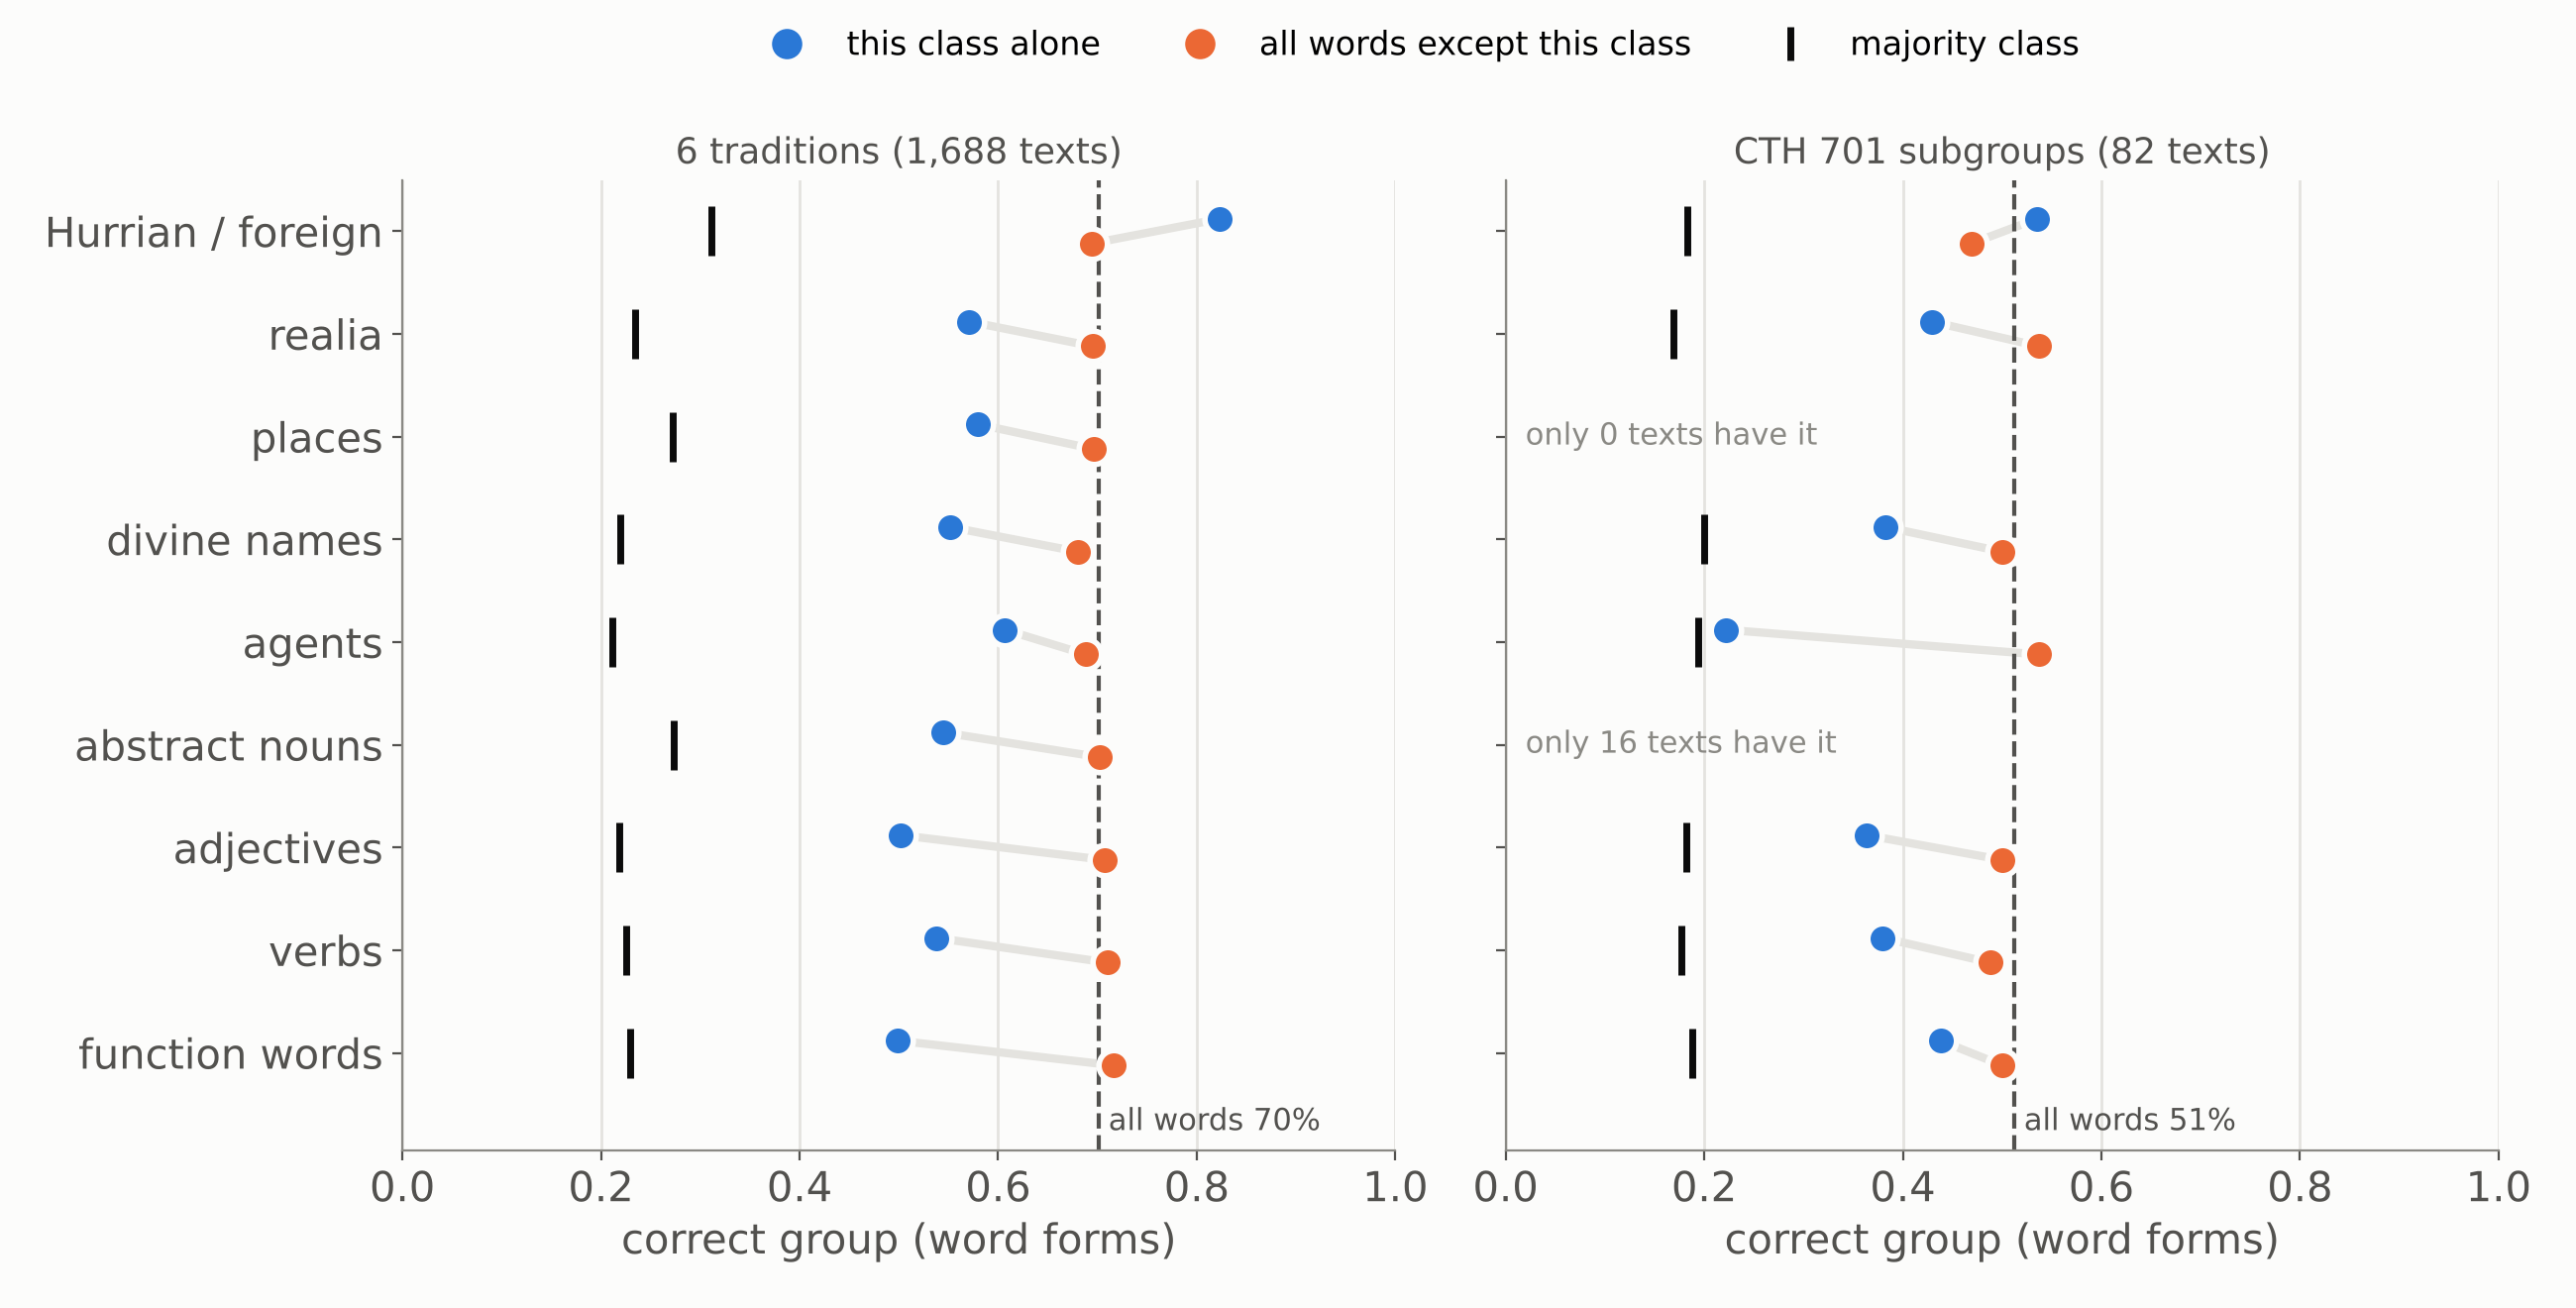 this class alone all words except this class majority class
6 traditions (1,688 texts) CTH 701 subgroups (82 texts)
Hurrian / foreign
realia
places only 0 texts have it
divine names
agents
abstract nouns only 16 texts have it
adjectives
verbs
function words
all words 70% all words 51%
0.0 0.2 0.4 0.6 0.8 1.0 0.0 0.2 0.4 0.6 0.8 1.0
correct group (word forms) correct group (word forms)